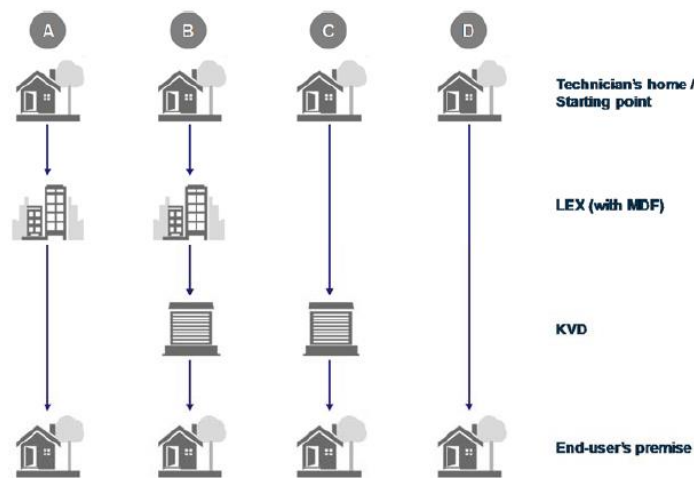 A B C D
Technician's home /
Starting point
LEX (with MDF)
KVD
End-user's premise